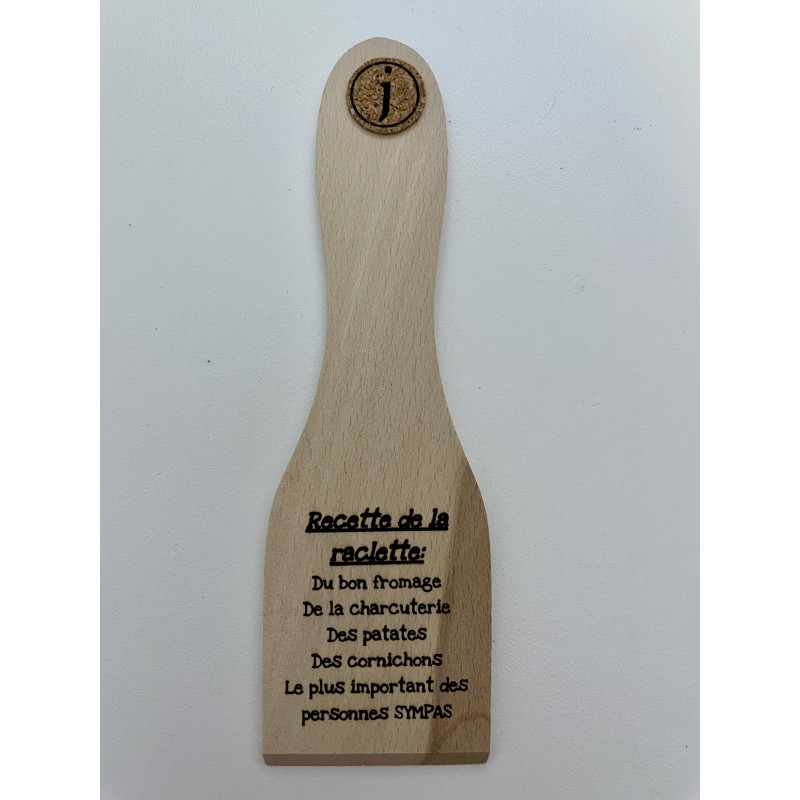 j
Recette de la
raclette:
Du bon fromage
De la charcuterie
Des patates
Des cornichons
Le plus important des
personnes SYMPAS